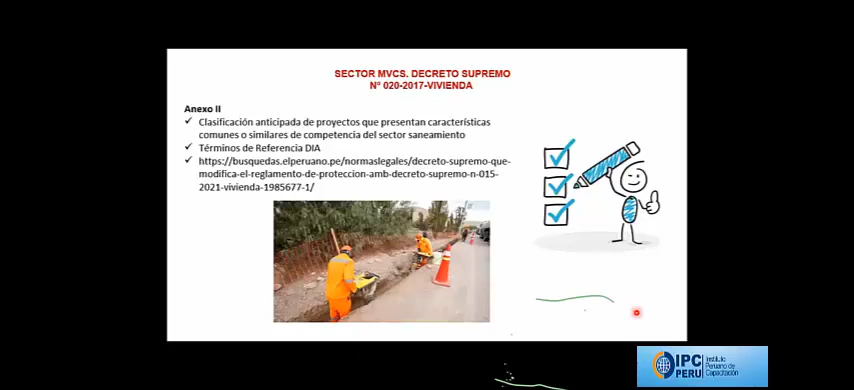 SECTOR MVCS. DECRETO SUPREMO
N° 020-2017-VIVIENDA
Anexo II
✓ Clasificación anticipada de proyectos que presentan características
comunes o similares de competencia del sector saneamiento
✓ Términos de Referencia DIA
✓ https://busquedas.elperuano.pe/normaslegales/decreto-supremo-que-
modifica-el-reglamento-de-proteccion-amb-decreto-supremo-n-015-
2021-vivienda-1985677-1/
IPC
PERU
Instituto
Peruano de
Capacitación